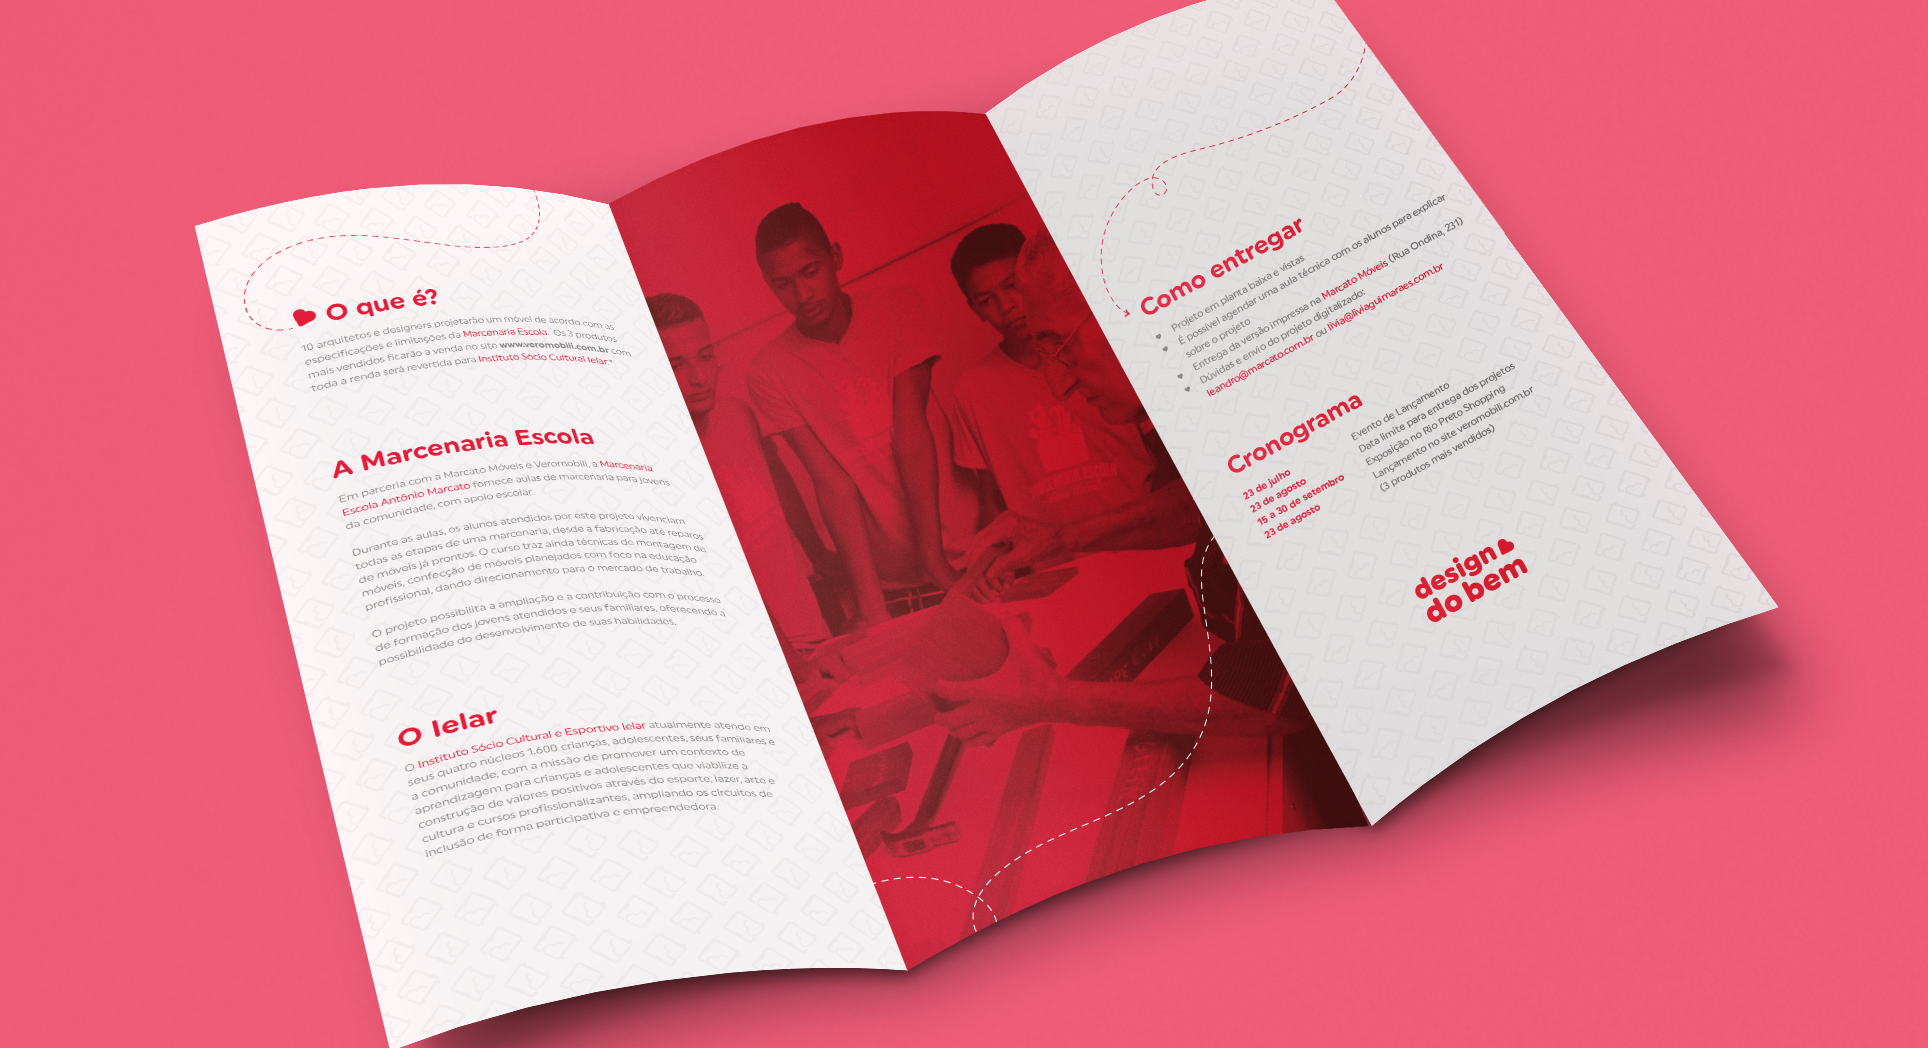 O que é?
10 arquitetos e designers projetarão um móvel de acordo com as
especificações e limitações da Marcenaria Escola. Os 3 produtos
mais vendidos ficarão a venda no site www.veromobili.com.br com
toda a renda será revertida para Instituto Sócio Cultural Ielar.*
A Marcenaria Escola
Em parceria com a Marcato Móveis e Veromobili, a Marcenaria
Escola Antônio Marcato fornece aulas de marcenaria para jovens
da comunidade, com apoio escolar.
Durante as aulas, os alunos atendidos por este projeto vivenciam
todas as etapas de uma marcenaria, desde a fabricação até reparos
de móveis já prontos. O curso traz ainda técnicas de montagem de
móveis, confecção de móveis planejados com foco na educação
profissional, dando direcionamento para o mercado de trabalho.
O projeto possibilita a ampliação e a contribuição com o processo
de formação dos jovens atendidos e seus familiares, oferecendo a
possibilidade do desenvolvimento de suas habilidades.
O Ielar
O Instituto Sócio Cultural e Esportivo Ielar atualmente atende em
seus quatro núcleos 1.600 crianças, adolescentes, seus familiares e
a comunidade, com a missão de promover um contexto de
aprendizagem para crianças e adolescentes que viabilize a
construção de valores positivos através do esporte, lazer, arte e
cultura e cursos profissionalizantes, ampliando os circuitos de
inclusão de forma participativa e empreendedora.
ESCOLA
Como entregar
Projeto em planta baixa e vistas
É possível agendar uma aula técnica com os alunos para explicar
sobre o projeto
Entrega da versão impressa na Marcato Móveis (Rua Ondina, 231)
Dúvidas e envio do projeto digitalizado:
leandro@marcato.com.br ou livia@liviaguimaraes.com.br
Cronograma
23 de julho Evento de Lançamento
23 de agosto Data limite para entrega dos projetos
15 a 30 de setembro Exposição no Rio Preto Shopping
23 de agosto Lançamento no site veromobili.com.br
(3 produtos mais vendidos)
design
do bem